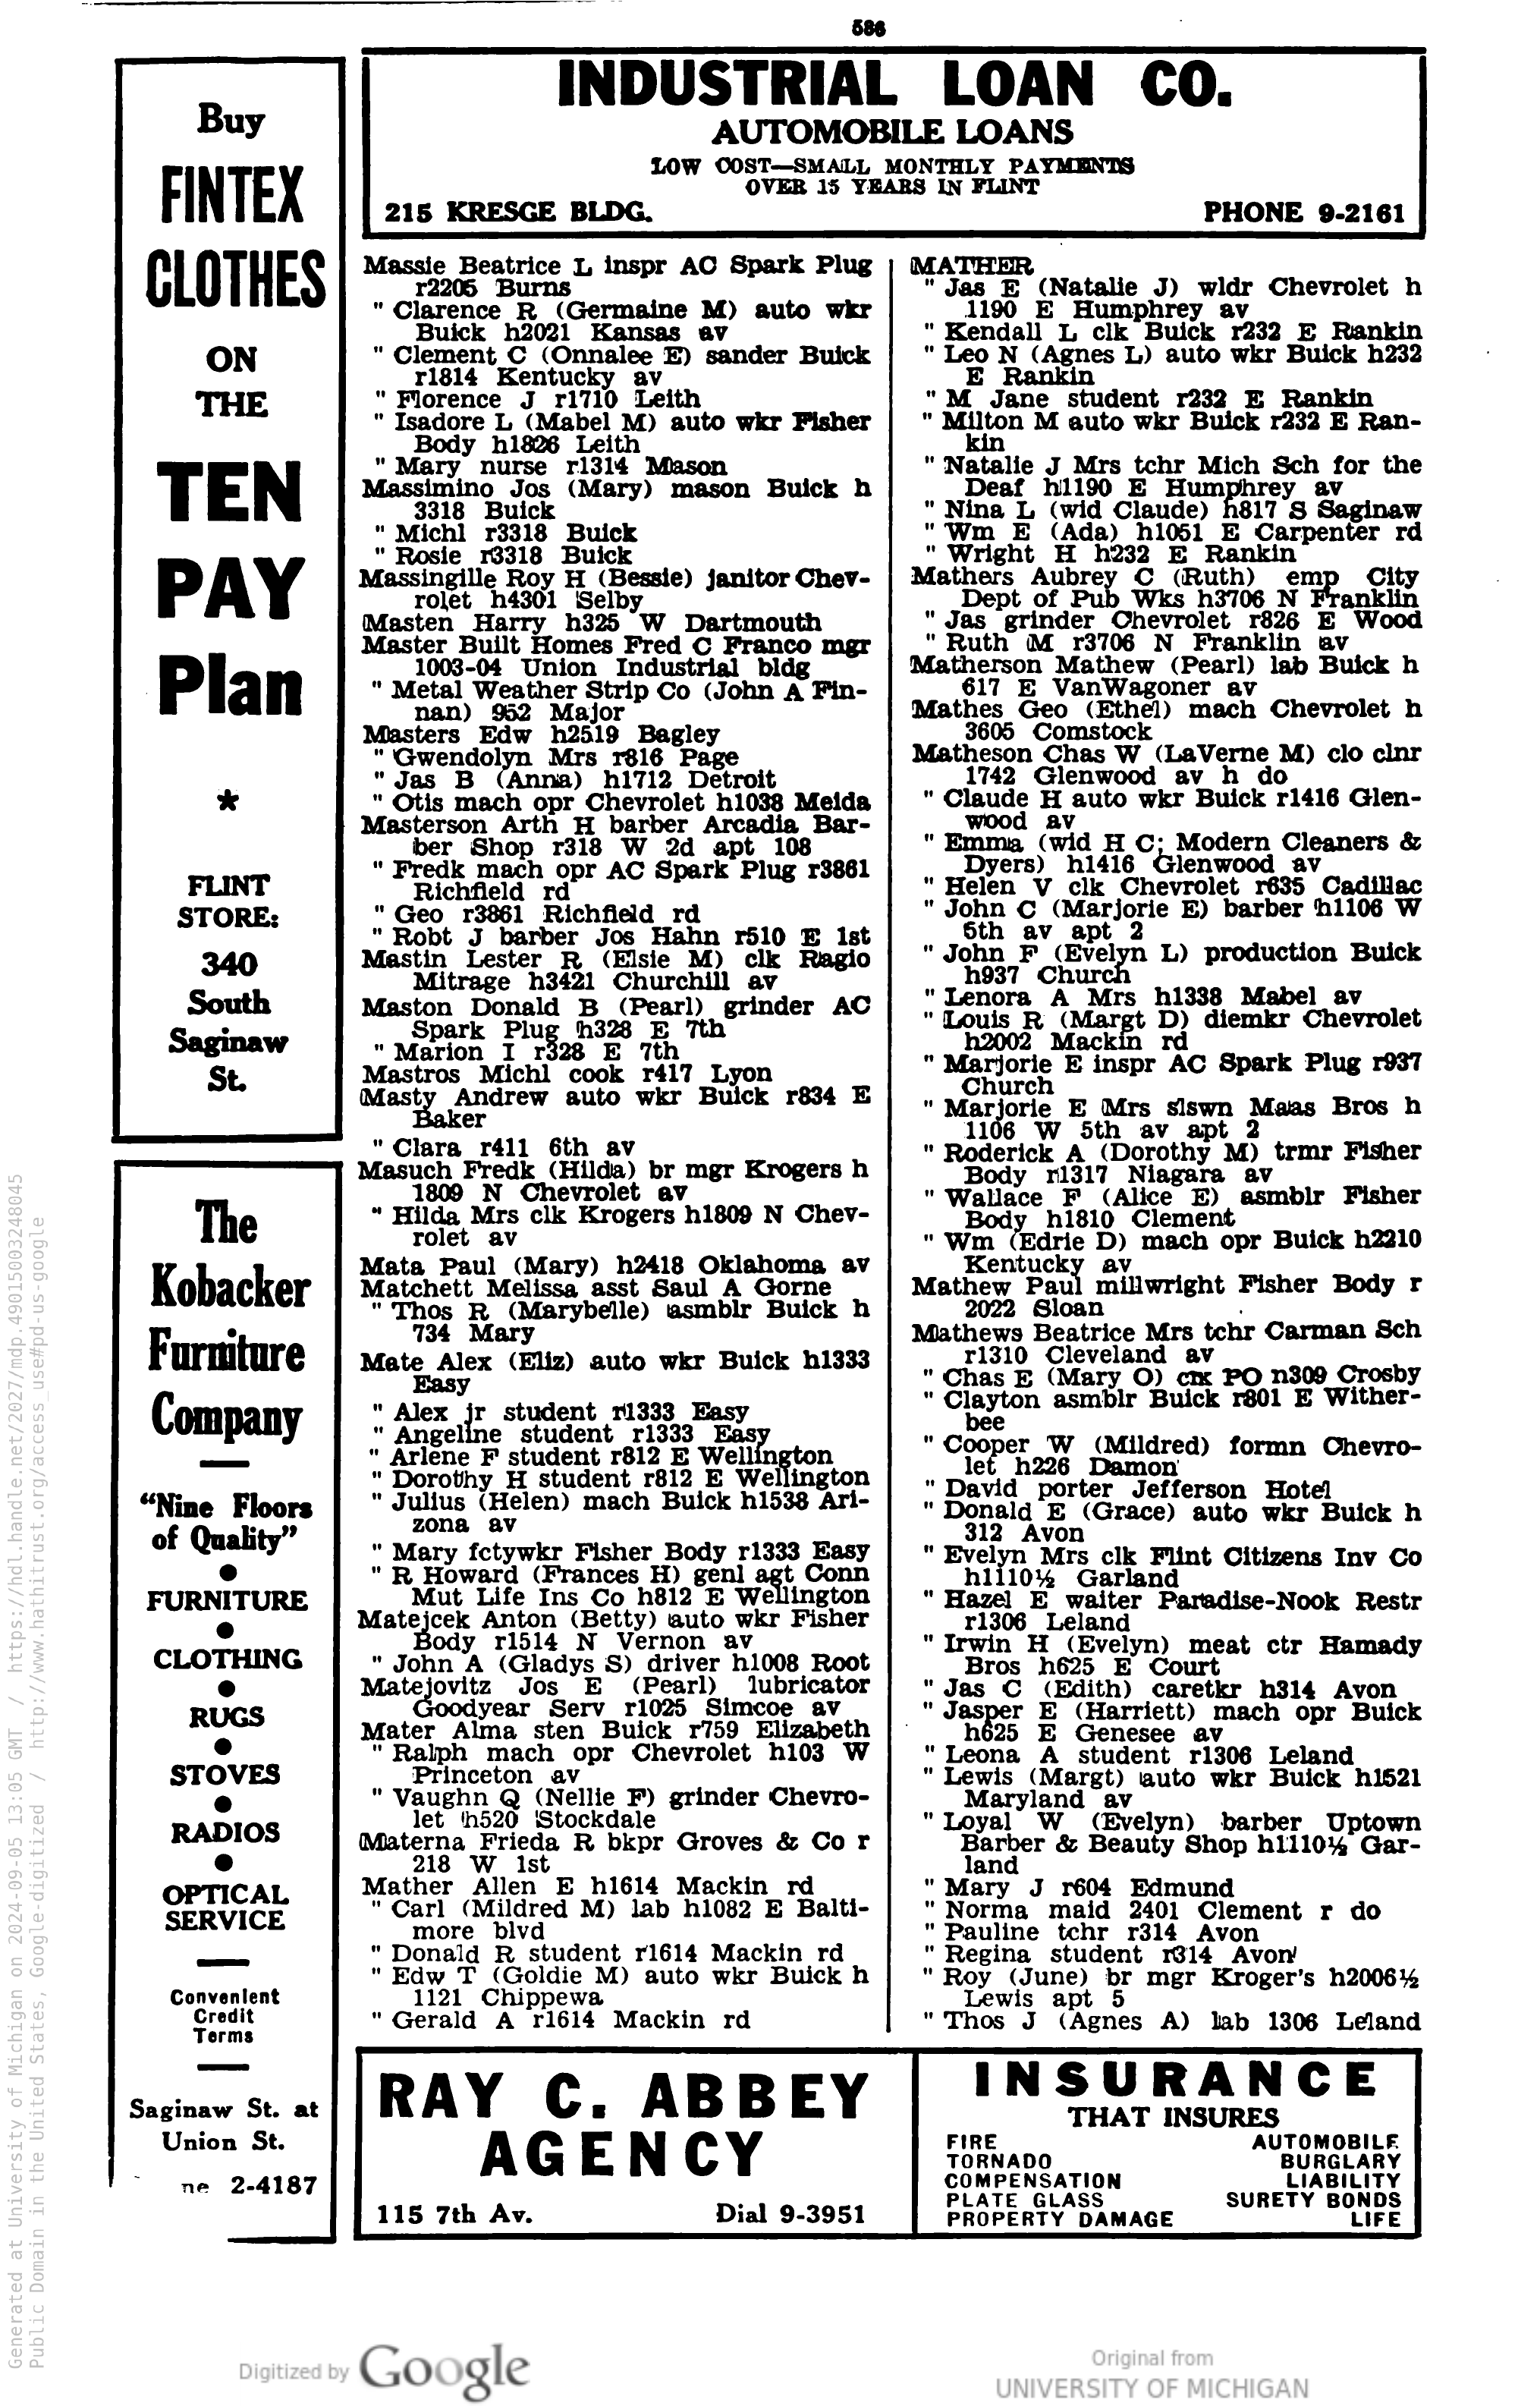 586
INDUSTRIAL LOAN CO.
AUTOMOBILE LOANS
LOW COST—SMALL MONTHLY PAYMENTS
OVER 15 YEARS IN FLINT
215 KRESGE BLDG. PHONE 9-2161
Buy
FINTEX
CLOTHES
ON
THE
TEN
PAY
Plan
*
FLINT
STORE:
340
South
Saginaw
St.
The
Kobacker
Furniture
Company
“Nine Floors
of Quality”
FURNITURE
CLOTHING
RUGS
STOVES
RADIOS
OPTICAL
SERVICE
Convenient
Credit
Terms
Saginaw St. at
Union St.
ne 2-4187
Massie Beatrice L inspr AC Spark Plug
r2205 Burns
" Clarence R (Germaine M) auto wkr
Buick h2021 Kansas av
" Clement C (Onnalee E) sander Buick
r1814 Kentucky av
" Florence J r1710 Leith
" Isadore L (Mabel M) auto wkr Fisher
Body h1826 Leith
" Mary nurse r1314 Mason
Massimino Jos (Mary) mason Buick h
3318 Buick
" Michl r3318 Buick
" Rosie r3318 Buick
Massingille Roy H (Bessie) janitor Chev-
rolet h4301 Selby
Masten Harry h325 W Dartmouth
Master Built Homes Fred C Franco mgr
1003-04 Union Industrial bldg
" Metal Weather Strip Co (John A Fin-
nan) 952 Major
Masters Edw h2519 Bagley
" Gwendolyn Mrs r816 Page
" Jas B (Anna) h1712 Detroit
" Otis mach opr Chevrolet h1038 Meida
Masterson Arth H barber Arcadia Bar-
ber Shop r318 W 2d apt 108
" Fredk mach opr AC Spark Plug r3861
Richfield rd
" Geo r3861 Richfield rd
" Robt J barber Jos Hahn r510 E 1st
Mastin Lester R (Elsie M) clk Ragio
Mitrage h3421 Churchill av
Maston Donald B (Pearl) grinder AC
Spark Plug h328 E 7th
" Marion I r328 E 7th
Mastros Michl cook r417 Lyon
Masty Andrew auto wkr Buick r834 E
Baker
" Clara r411 6th av
Masuch Fredk (Hilda) br mgr Krogers h
1809 N Chevrolet av
" Hilda Mrs clk Krogers h1809 N Chev-
rolet av
Mata Paul (Mary) h2418 Oklahoma av
Matchett Melissa asst Saul A Gorne
" Thos R (Marybelle) asmblr Buick h
734 Mary
Mate Alex (Eliz) auto wkr Buick h1333
Easy
" Alex jr student r1333 Easy
" Angeline student r1333 Easy
" Arlene F student r812 E Wellington
" Dorothy H student r812 E Wellington
" Julius (Helen) mach Buick h1538 Ari-
zona av
" Mary fctywkr Fisher Body r1333 Easy
" R Howard (Frances H) genl agt Conn
Mut Life Ins Co h812 E Wellington
Matejcek Anton (Betty) auto wkr Fisher
Body r1514 N Vernon av
" John A (Gladys S) driver h1008 Root
Matejovitz Jos E (Pearl) lubricator
Goodyear Serv r1025 Simcoe av
Mater Alma sten Buick r759 Elizabeth
" Ralph mach opr Chevrolet h103 W
Princeton av
" Vaughn Q (Nellie F) grinder Chevro-
let h520 Stockdale
Materna Frieda R bkpr Groves & Co r
218 W 1st
Mather Allen E h1614 Mackin rd
" Carl (Mildred M) lab h1082 E Balti-
more blvd
" Donald R student r1614 Mackin rd
" Edw T (Goldie M) auto wkr Buick h
1121 Chippewa
" Gerald A r1614 Mackin rd
MATHER
" Jas E (Natalie J) wldr Chevrolet h
1190 E Humphrey av
" Kendall L clk Buick r232 E Rankin
" Leo N (Agnes L) auto wkr Buick h232
E Rankin
" M Jane student r232 E Rankin
" Milton M auto wkr Buick r232 E Ran-
kin
" Natalie J Mrs tchr Mich Sch for the
Deaf h1190 E Humphrey av
" Nina L (wid Claude) h817 S Saginaw
" Wm E (Ada) h1051 E Carpenter rd
" Wright H h232 E Rankin
Mathers Aubrey C (Ruth) emp City
Dept of Pub Wks h3706 N Franklin
" Jas grinder Chevrolet r826 E Wood
" Ruth M r3706 N Franklin av
Matherson Mathew (Pearl) lab Buick h
617 E VanWagoner av
Mathes Geo (Ethel) mach Chevrolet h
3605 Comstock
Matheson Chas W (LaVerne M) clo clnr
1742 Glenwood av h do
" Claude H auto wkr Buick r1416 Glen-
wood av
" Emma (wid H C; Modern Cleaners &
Dyers) h1416 Glenwood av
" Helen V clk Chevrolet r635 Cadillac
" John C (Marjorie E) barber h1106 W
5th av apt 2
" John F (Evelyn L) production Buick
h937 Church
" Lenora A Mrs h1338 Mabel av
" Louis R (Margt D) diemkr Chevrolet
h2002 Mackin rd
" Marjorie E inspr AC Spark Plug r937
Church
" Marjorie E Mrs slswn Maas Bros h
1106 W 5th av apt 2
" Roderick A (Dorothy M) trmr Fisher
Body r1317 Niagara av
" Wallace F (Alice E) asmblr Fisher
Body h1810 Clement
" Wm (Edrie D) mach opr Buick h2210
Kentucky av
Mathew Paul millwright Fisher Body r
2022 Sloan
Mathews Beatrice Mrs tchr Carman Sch
r1310 Cleveland av
" Chas E (Mary O) PO Crosby
" Clayton asmblr Buick r801 E Wither-
bee
" Cooper W (Mildred) formn Chevro-
let h226 Damon
" David porter Jefferson Hotel
" Donald E (Grace) auto wkr Buick h
312 Avon
" Evelyn Mrs clk Flint Citizens Inv Co
h1110½ Garland
" Hazel E waiter Paradise-Nook Restr
r1306 Leland
" Irwin H (Evelyn) meat ctr Hamady
Bros h625 E Court
" Jas C (Edith) caretkr h314 Avon
" Jasper E (Harriett) mach opr Buick
h625 E Genesee av
" Leona A student r1306 Leland
" Lewis (Margt) auto wkr Buick h1521
Maryland av
" Loyal W (Evelyn) barber Uptown
Barber & Beauty Shop h1110½ Gar-
land
" Mary J r604 Edmund
" Norma maid 2401 Clement r do
" Pauline tchr r314 Avon
" Regina student r314 Avon
" Roy (June) br mgr Kroger's h2006½
Lewis apt 5
" Thos J (Agnes A) lab 1306 Leland
RAY C. ABBEY
AGENCY
115 7th Av. Dial 9-3951
INSURANCE
THAT INSURES
FIRE AUTOMOBILE
TORNADO BURGLARY
COMPENSATION LIABILITY
PLATE GLASS SURETY BONDS
PROPERTY DAMAGE LIFE
Generated at University of Michigan on 2024-09-05 13:05 GMT / https://hdl.handle.net/2027/mdp.49015003248045
Public Domain in the United States, Google-digitized / http://www.hathitrust.org/access_use#pd-us-google
Digitized by Google
Original from
UNIVERSITY OF MICHIGAN